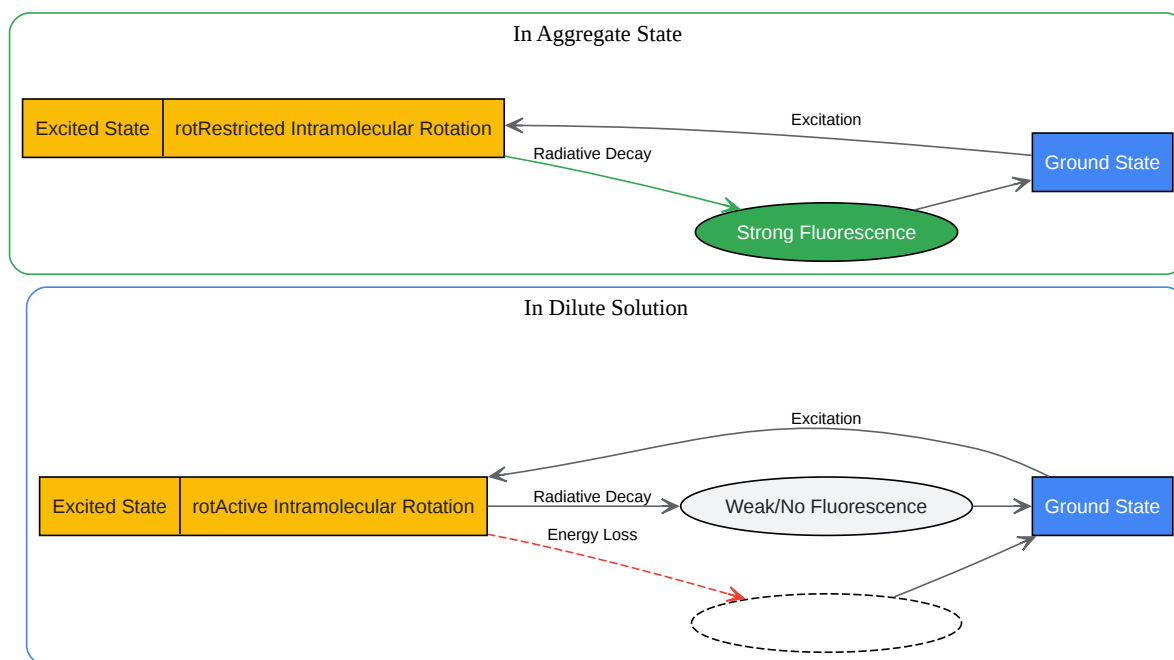 In Aggregate State
Excited State
rotRestricted Intramolecular Rotation
Excitation
Radiative Decay
Ground State
Strong Fluorescence
In Dilute Solution
Excitation
Excited State
rotActive Intramolecular Rotation
Radiative Decay
Weak/No Fluorescence
Ground State
Energy Loss